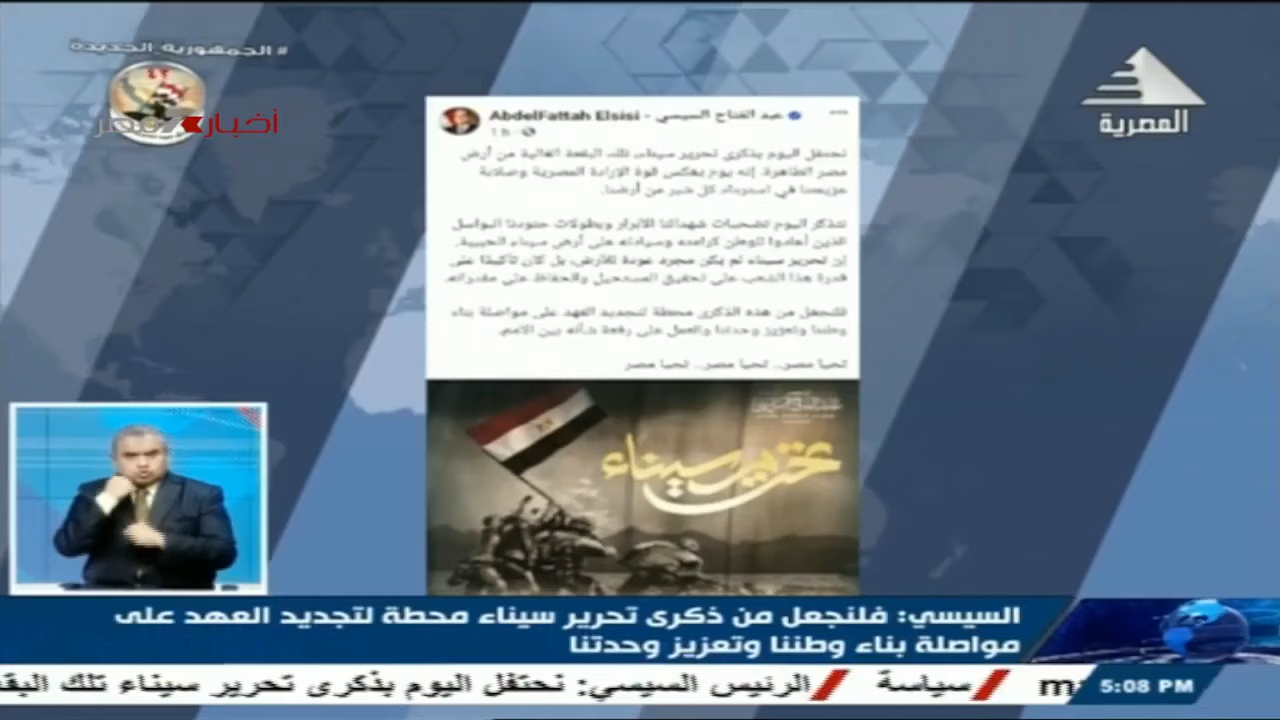 #الجمهورية_الجديدة
٤٢
أخبار مصر
المصرية
AbdelFattah Elsisi - عبد الفتاح السيسي
1 h
نحتفل اليوم بذكرى تحرير سيناء، تلك البقعة الغالية من أرض
مصر الطاهرة. إنه يوم يعكس قوة الإرادة المصرية وصلابة
عزيمتنا في استرداد كل شبر من أرضنا.
نتذكر اليوم تضحيات شهدائنا الأبرار وبطولات جنودنا البواسل
الذين أعادوا للوطن كرامته وسيادته على أرض سيناء الحبيبة.
إن تحرير سيناء لم يكن مجرد عودة للأرض، بل كان تأكيدًا على
قدرة هذا الشعب على تحقيق المستحيل والحفاظ على مقدراته.
فلنجعل من هذه الذكرى محطة لتجديد العهد على مواصلة بناء
وطننا وتعزيز وحدتنا والعمل على رفعة شأنه بين الأمم.
تحيا مصر.. تحيا مصر.. تحيا مصر
تحرير سيناء
السيسي: فلنجعل من ذكرى تحرير سيناء محطة لتجديد العهد على
مواصلة بناء وطننا وتعزيز وحدتنا
سياسة / الرئيس السيسي: نحتفل اليوم بذكرى تحرير سيناء تلك
5:08 PM